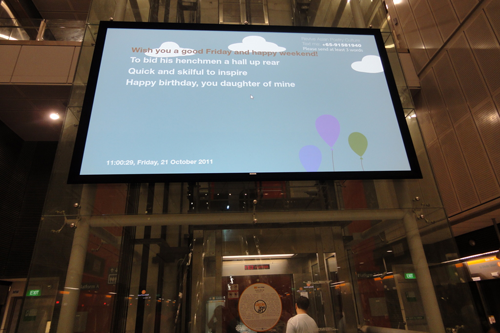 Wish you a good Friday and happy weekend!
To bid his henchmen a hall up rear
Quick and skilful to inspire
Happy birthday, you daughter of mine
11:00:29, Friday, 21 October 2011
EXIT